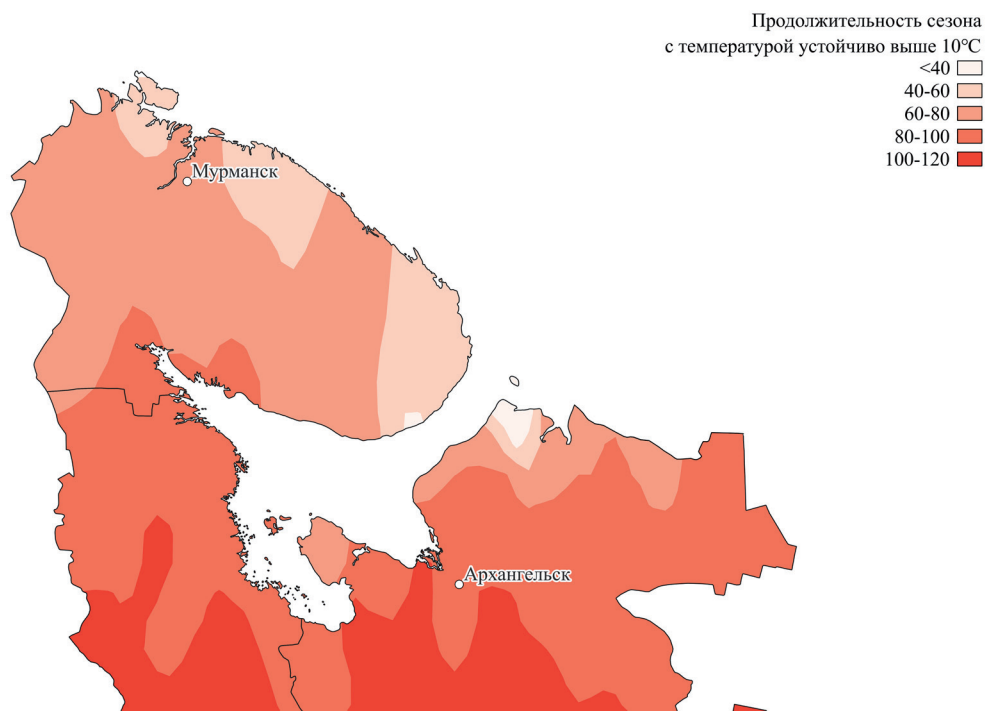 Продолжительность сезона
с температурой устойчиво выше 10°C
<40
40-60
60-80
80-100
100-120
Мурманск
Архангельск